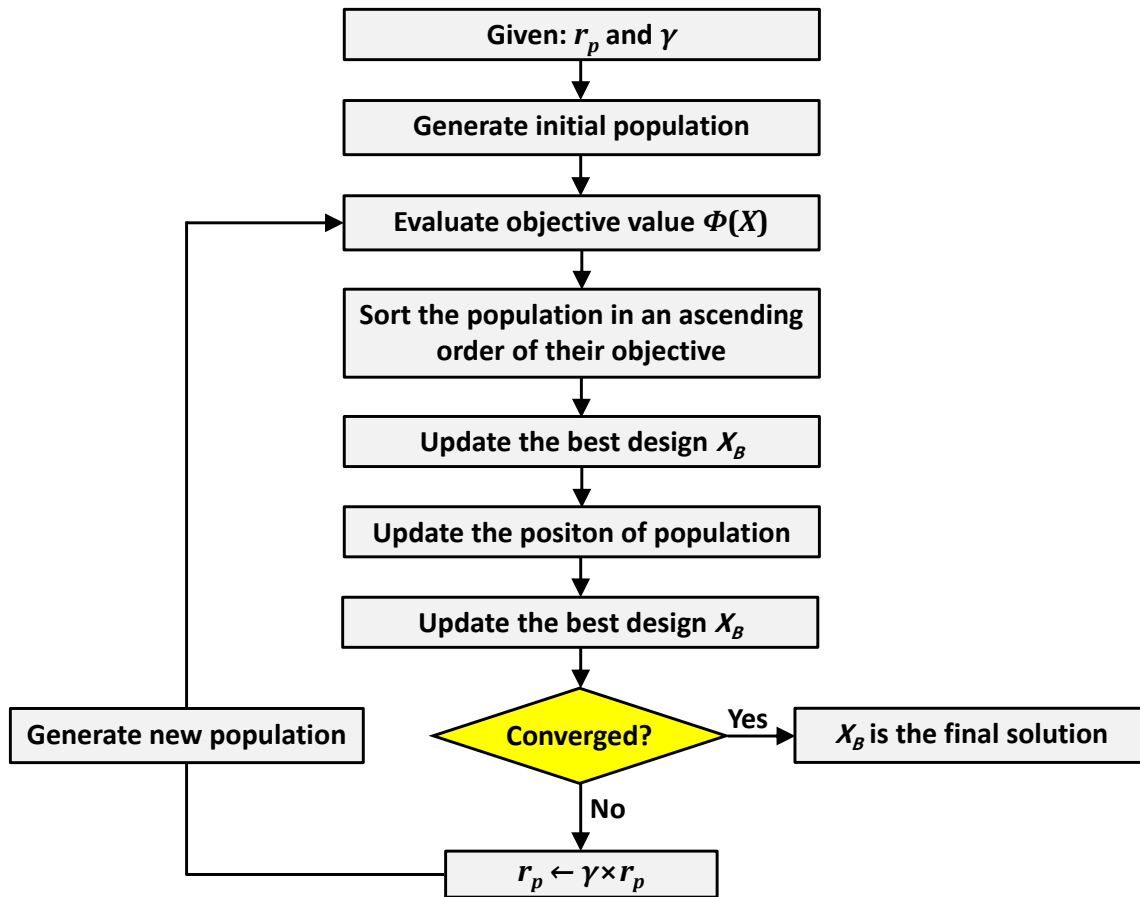 Given: r_p and γ
Generate initial population
Evaluate objective value Φ(X)
Sort the population in an ascending
order of their objective
Update the best design X_B
Update the positon of population
Update the best design X_B
Generate new population
Converged?
Yes
X_B is the final solution
No
r_p ← γ×r_p